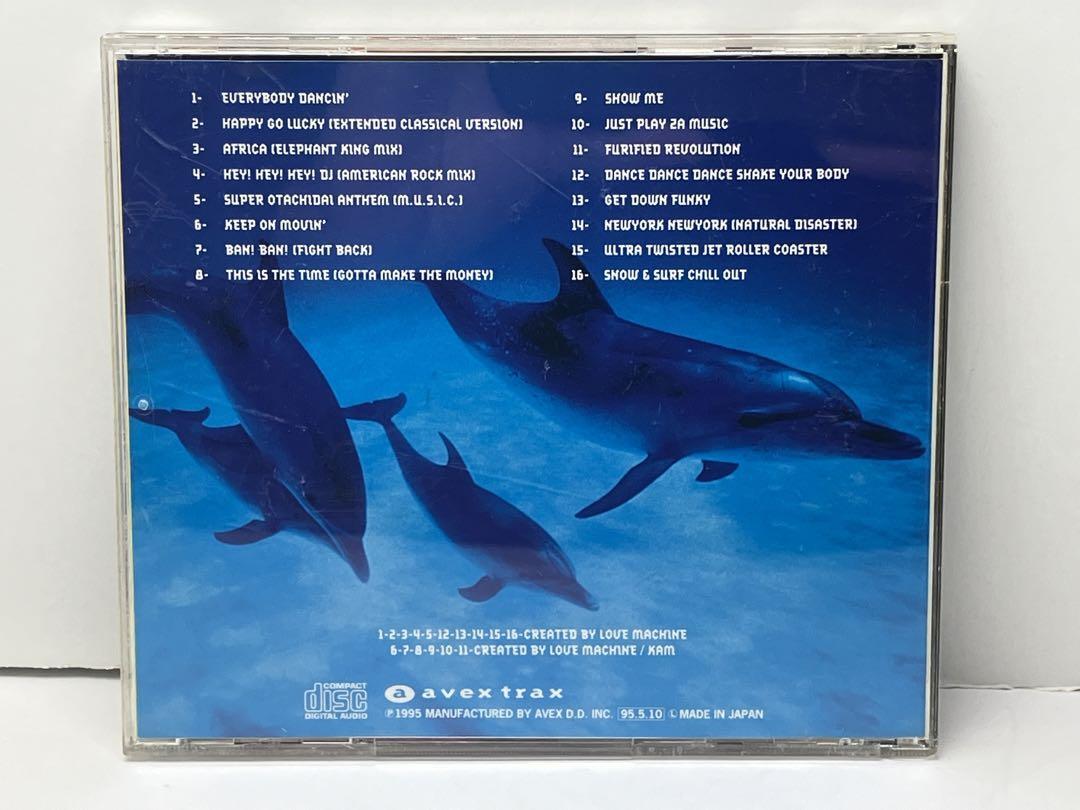 1- EVERYBODY DANCIN'
2- HAPPY GO LUCKY (EXTENDED CLASSICAL VERSION)
3- AFRICA (ELEPHANT KING MIX)
4- HEY! HEY! HEY! DJ (AMERICAN ROCK MIX)
5- SUPER OTACHIDAI ANTHEM (M.U.S.I.C.)
6- KEEP ON MOVIN'
7- BAN! BAN! (FIGHT BACK)
8- THIS IS THE TIME (GOTTA MAKE THE MONEY)
9- SHOW ME
10- JUST PLAY ZA MUSIC
11- FURIFIED REVOLUTION
12- DANCE DANCE DANCE SHAKE YOUR BODY
13- GET DOWN FUNKY
14- NEWYORK NEWYORK (NATURAL DISASTER)
15- ULTRA TWISTED JET ROLLER COASTER
16- SNOW & SURF CHILL OUT
1-2-3-4-5-12-13-14-15-16-CREATED BY LOVE MACHINE
6-7-8-9-10-11-CREATED BY LOVE MACHINE / KAM
COMPACT
disc
DIGITAL AUDIO
a avex trax
℗1995 MANUFACTURED BY AVEX D.D. INC. 95.5.10 Ⓛ MADE IN JAPAN